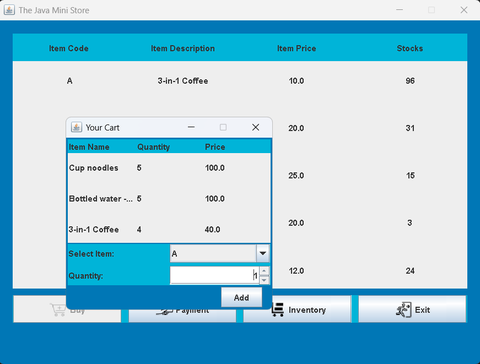 The Java Mini Store
Item Code Item Description Item Price Stocks
A 3-in-1 Coffee 10.0 96
20.0 31
25.0 15
20.0 3
12.0 24
Your Cart
Item Name Quantity Price
Cup noodles 5 100.0
Bottled water -... 5 100.0
3-in-1 Coffee 4 40.0
Select Item: A
Quantity: 1
Add
Buy Payment Inventory Exit